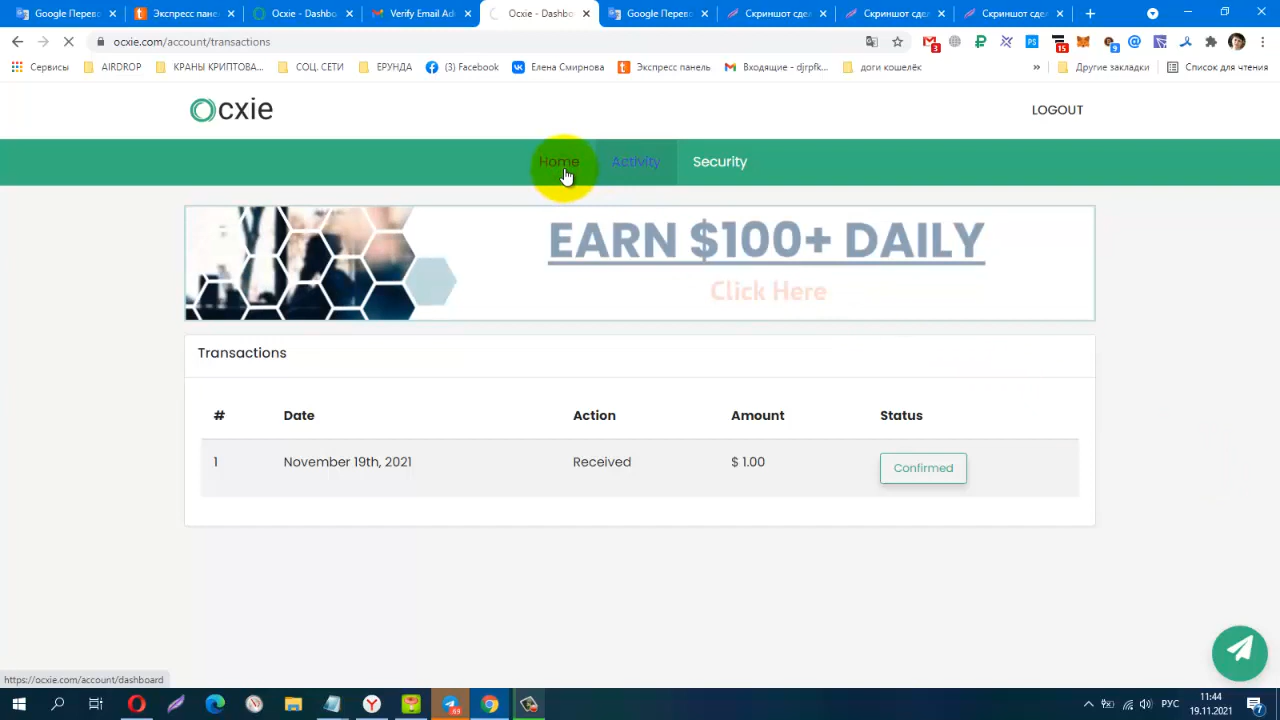 Google Перево
Экспресс пане
Ocxie - Dashbo
Verify Email Ad
Ocxie - Dashbo
Google Перево
Скриншот сдел
Скриншот сдел
Скриншот сдел
ocxie.com/account/transactions
3
15
9
Сервисы
AIRDROP
КРАНЫ КРИПТОВА...
СОЦ. СЕТИ
ЕРУНДА
(3) Facebook
Елена Смирнова
Экспресс панель
Входящие - djrpfk...
доги кошелёк
»
Другие закладки
Список для чтения
Ocxie
LOGOUT
Home
Activity
Security
EARN $100+ DAILY
Click Here
Transactions
# Date Action Amount Status
1 November 19th, 2021 Received $ 1.00 Confirmed
https://ocxie.com/account/dashboard
РУС
11:44
19.11.2021